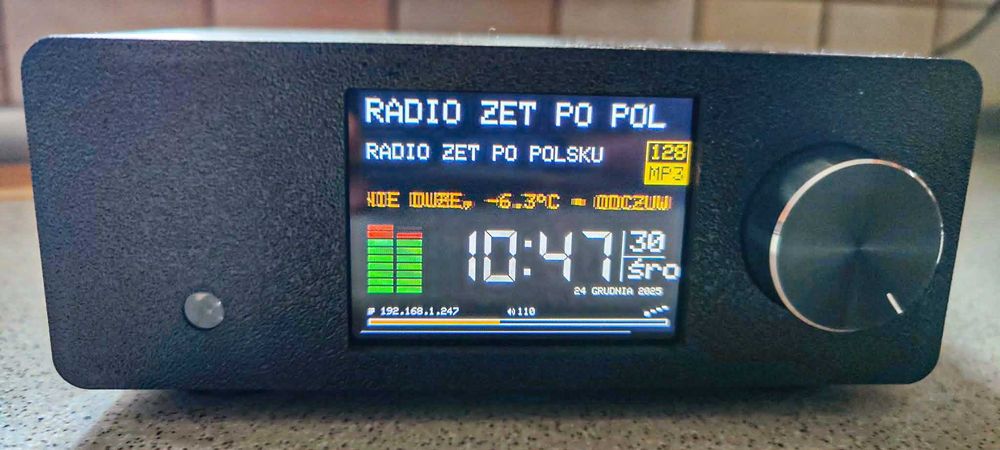 RADIO ZET PO POL
RADIO ZET PO POLSKU
128
MP3
NIE DUŻE, -6.3°C - ODCZUW
10:47
30
śro
24 GRUDNIA 2025
IP 192.168.1.247
110